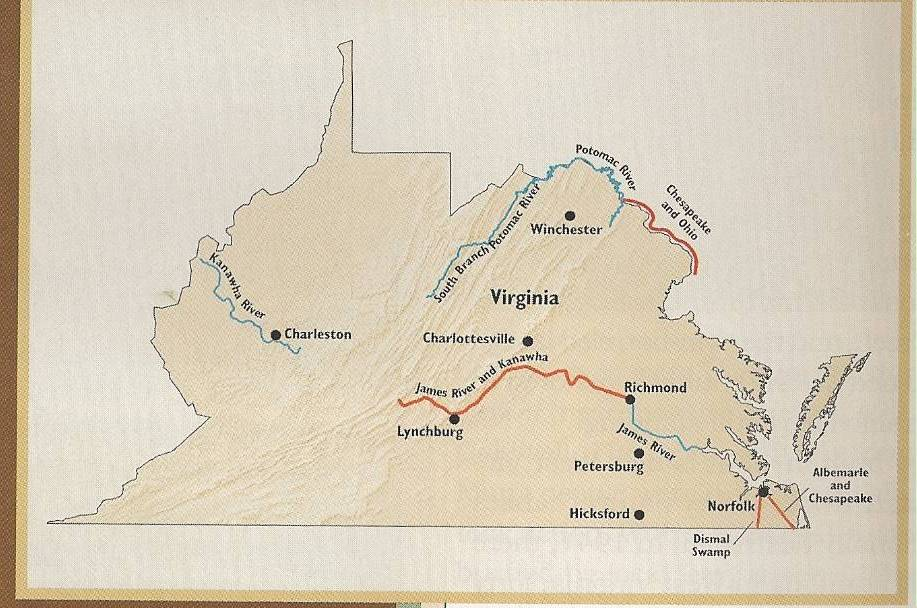 Potomac River
Chesapeake
and Ohio
South Branch Potomac River
Winchester
Kanawha River
Virginia
Charleston
Charlottesville
James River and Kanawha
Richmond
Lynchburg
James River
Petersburg
Albemarle
and
Chesapeake
Norfolk
Hicksford
Dismal
Swamp